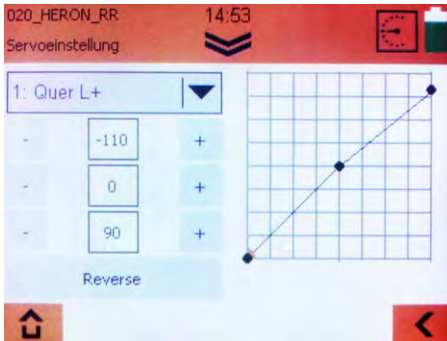 020_HERON_RR
14:53
Servoeinstellung
1: Quer L+
- -110 +
- 0 +
- 90 +
Reverse